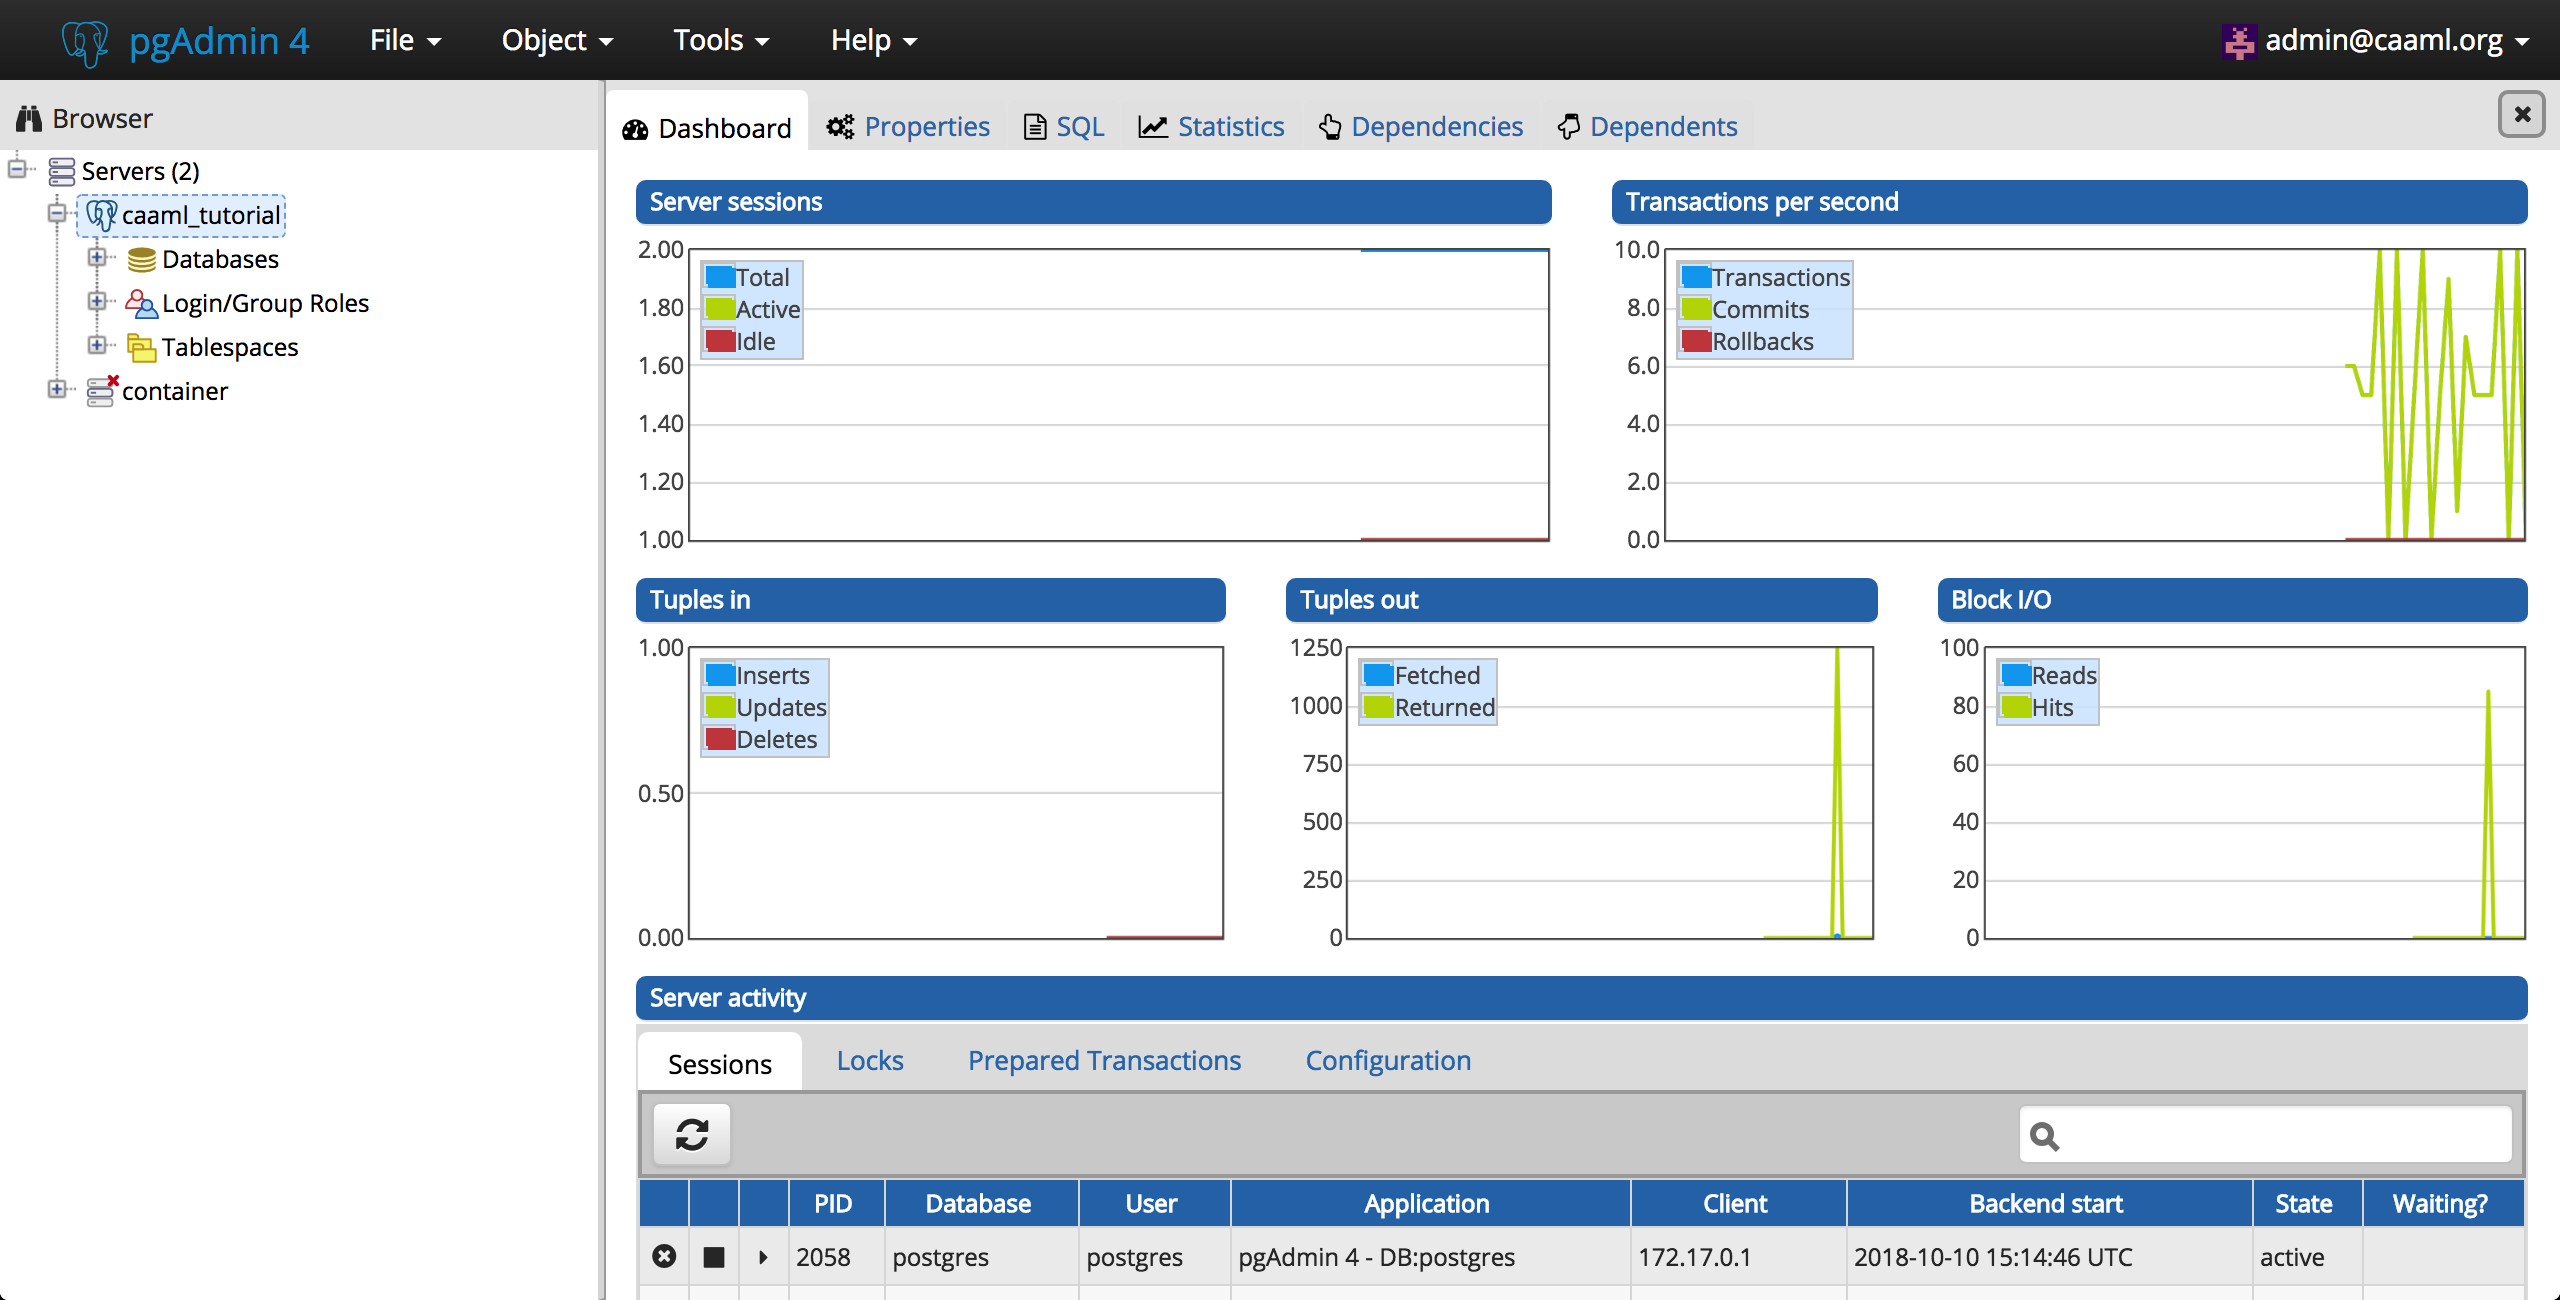 pgAdmin 4 File Object Tools Help admin@caaml.org
Browser
Servers (2)
caaml_tutorial
Databases
Login/Group Roles
Tablespaces
container
Dashboard Properties SQL Statistics Dependencies Dependents
Server sessions
2.00
1.80
1.60
1.40
1.20
1.00
Total
Active
Idle
Transactions per second
10.0
8.0
6.0
4.0
2.0
0.0
Transactions
Commits
Rollbacks
Tuples in
1.00
0.50
0.00
Inserts
Updates
Deletes
Tuples out
1250
1000
750
500
250
0
Fetched
Returned
Block I/O
100
80
60
40
20
0
Reads
Hits
Server activity
Sessions Locks Prepared Transactions Configuration
PID Database User Application Client Backend start State Waiting?
2058 postgres postgres pgAdmin 4 - DB:postgres 172.17.0.1 2018-10-10 15:14:46 UTC active